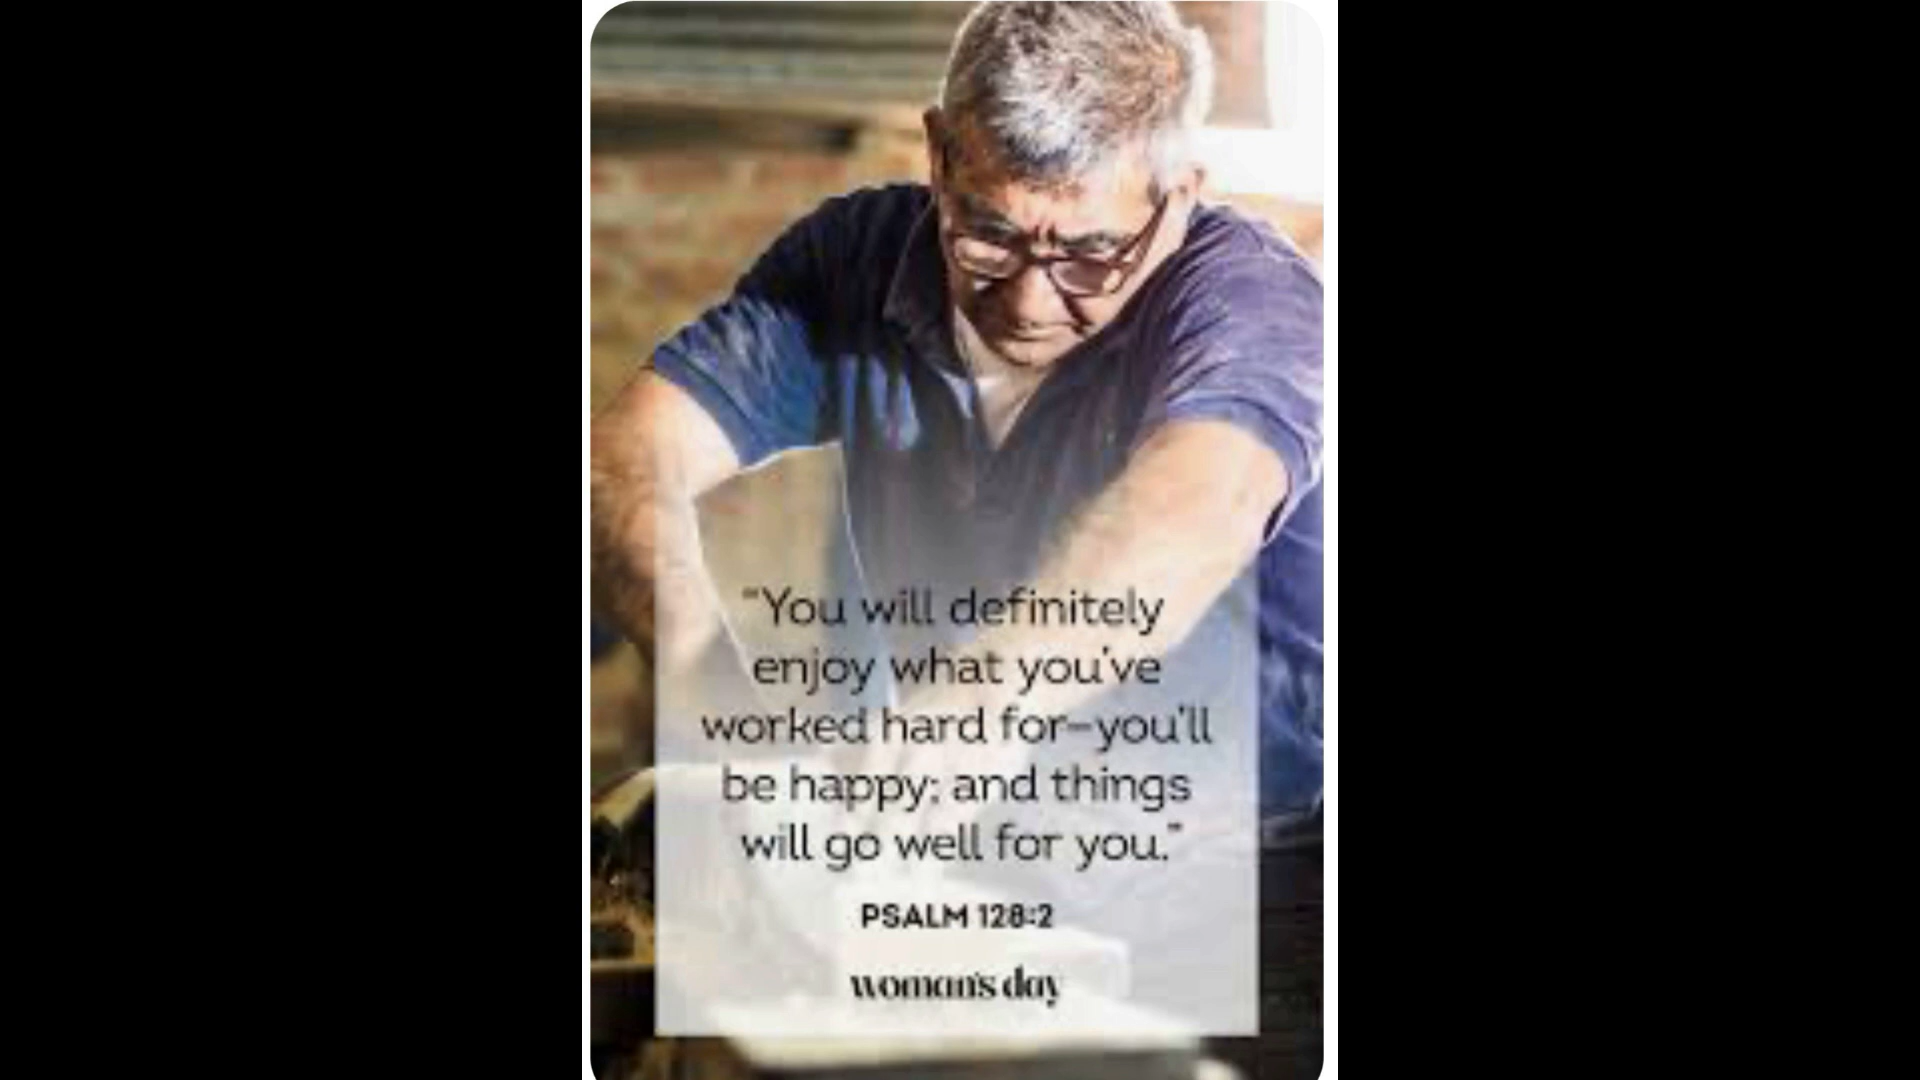 “You will definitely
enjoy what you’ve
worked hard for—you’ll
be happy; and things
will go well for you.”
PSALM 128:2
woman's day